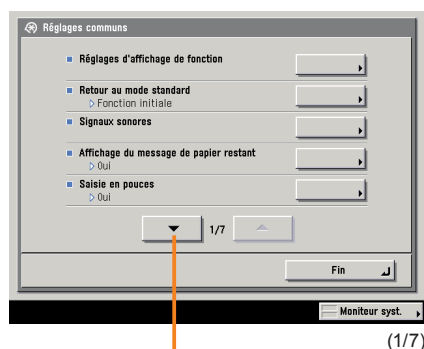 Réglages communs
Réglages d'affichage de fonction
Retour au mode standard
Fonction initiale
Signaux sonores
Affichage du message de papier restant
Oui
Saisie en pouces
Oui
1/7
Fin
Moniteur syst.
(1/7)